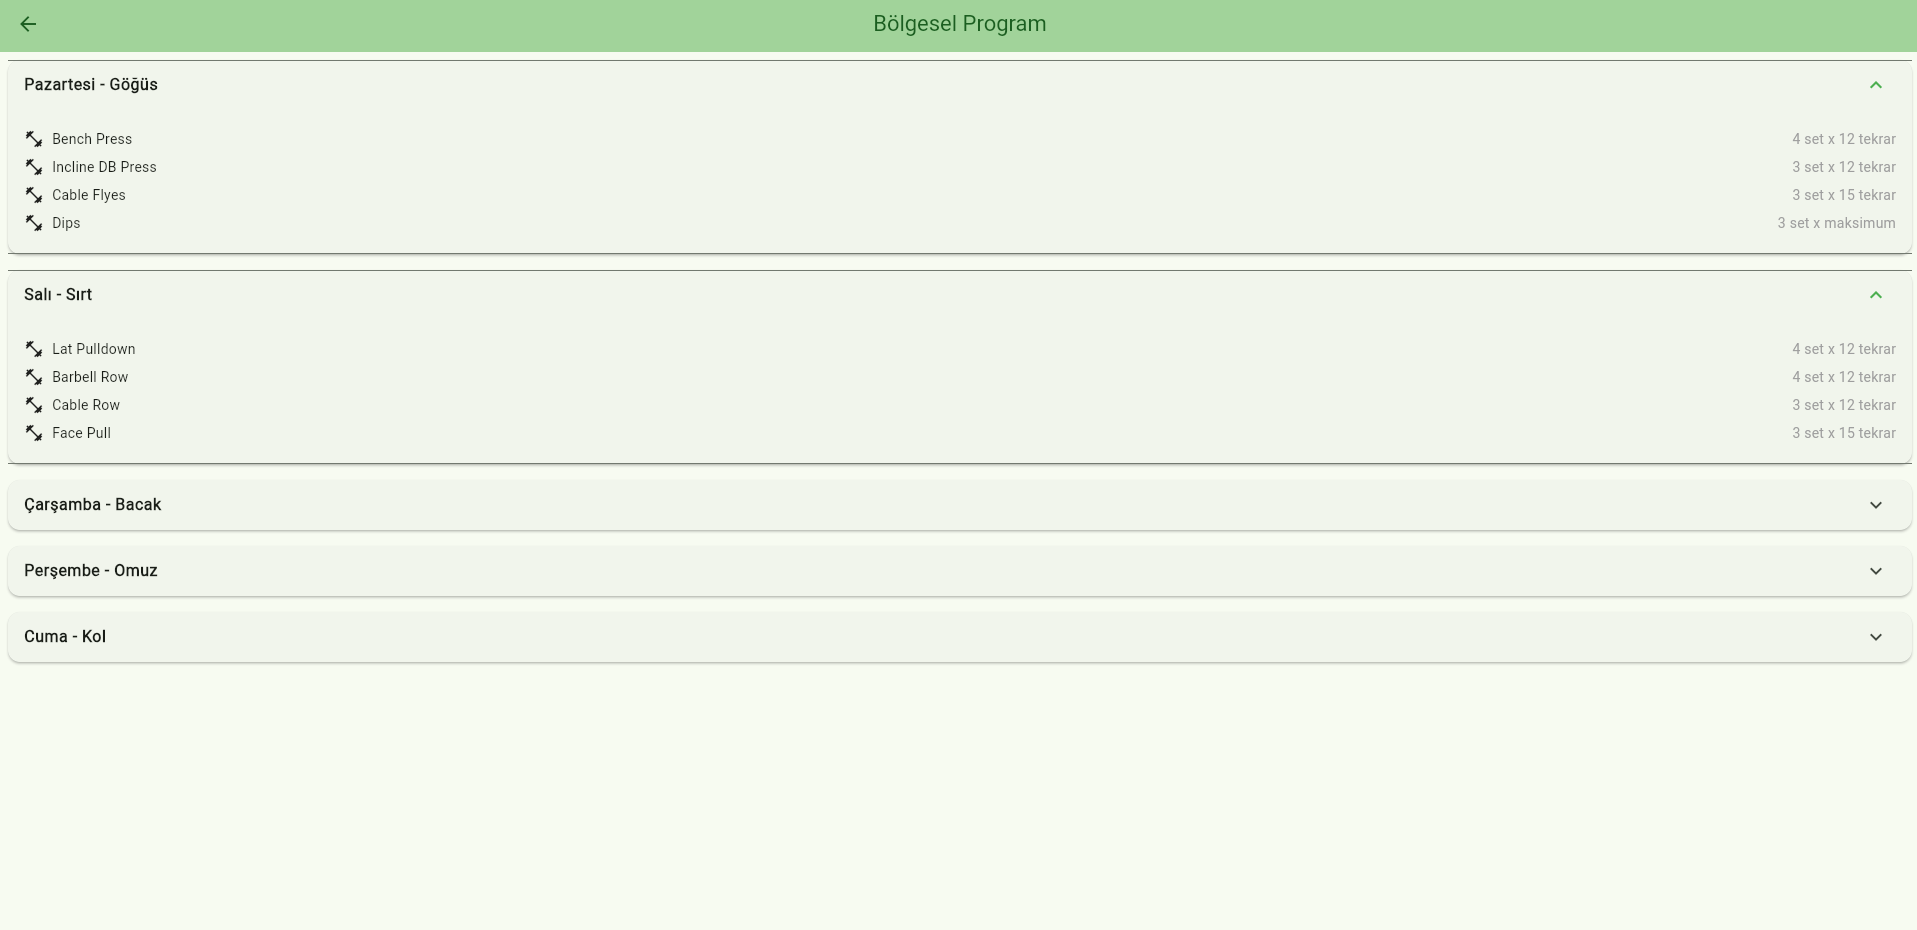 Bölgesel Program
Pazartesi - Göğüs
Bench Press 4 set x 12 tekrar
Incline DB Press 3 set x 12 tekrar
Cable Flyes 3 set x 15 tekrar
Dips 3 set x maksimum
Salı - Sırt
Lat Pulldown 4 set x 12 tekrar
Barbell Row 4 set x 12 tekrar
Cable Row 3 set x 12 tekrar
Face Pull 3 set x 15 tekrar
Çarşamba - Bacak
Perşembe - Omuz
Cuma - Kol